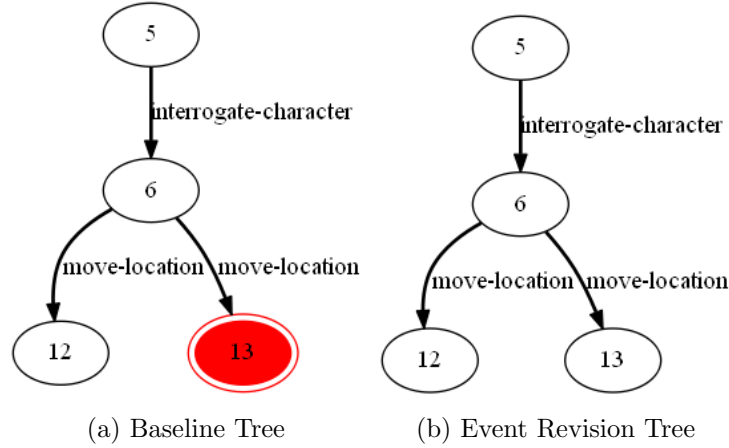 5
interrogate-character
6
move-location move-location
12 13
(a) Baseline Tree
5
interrogate-character
6
move-location move-location
12 13
(b) Event Revision Tree